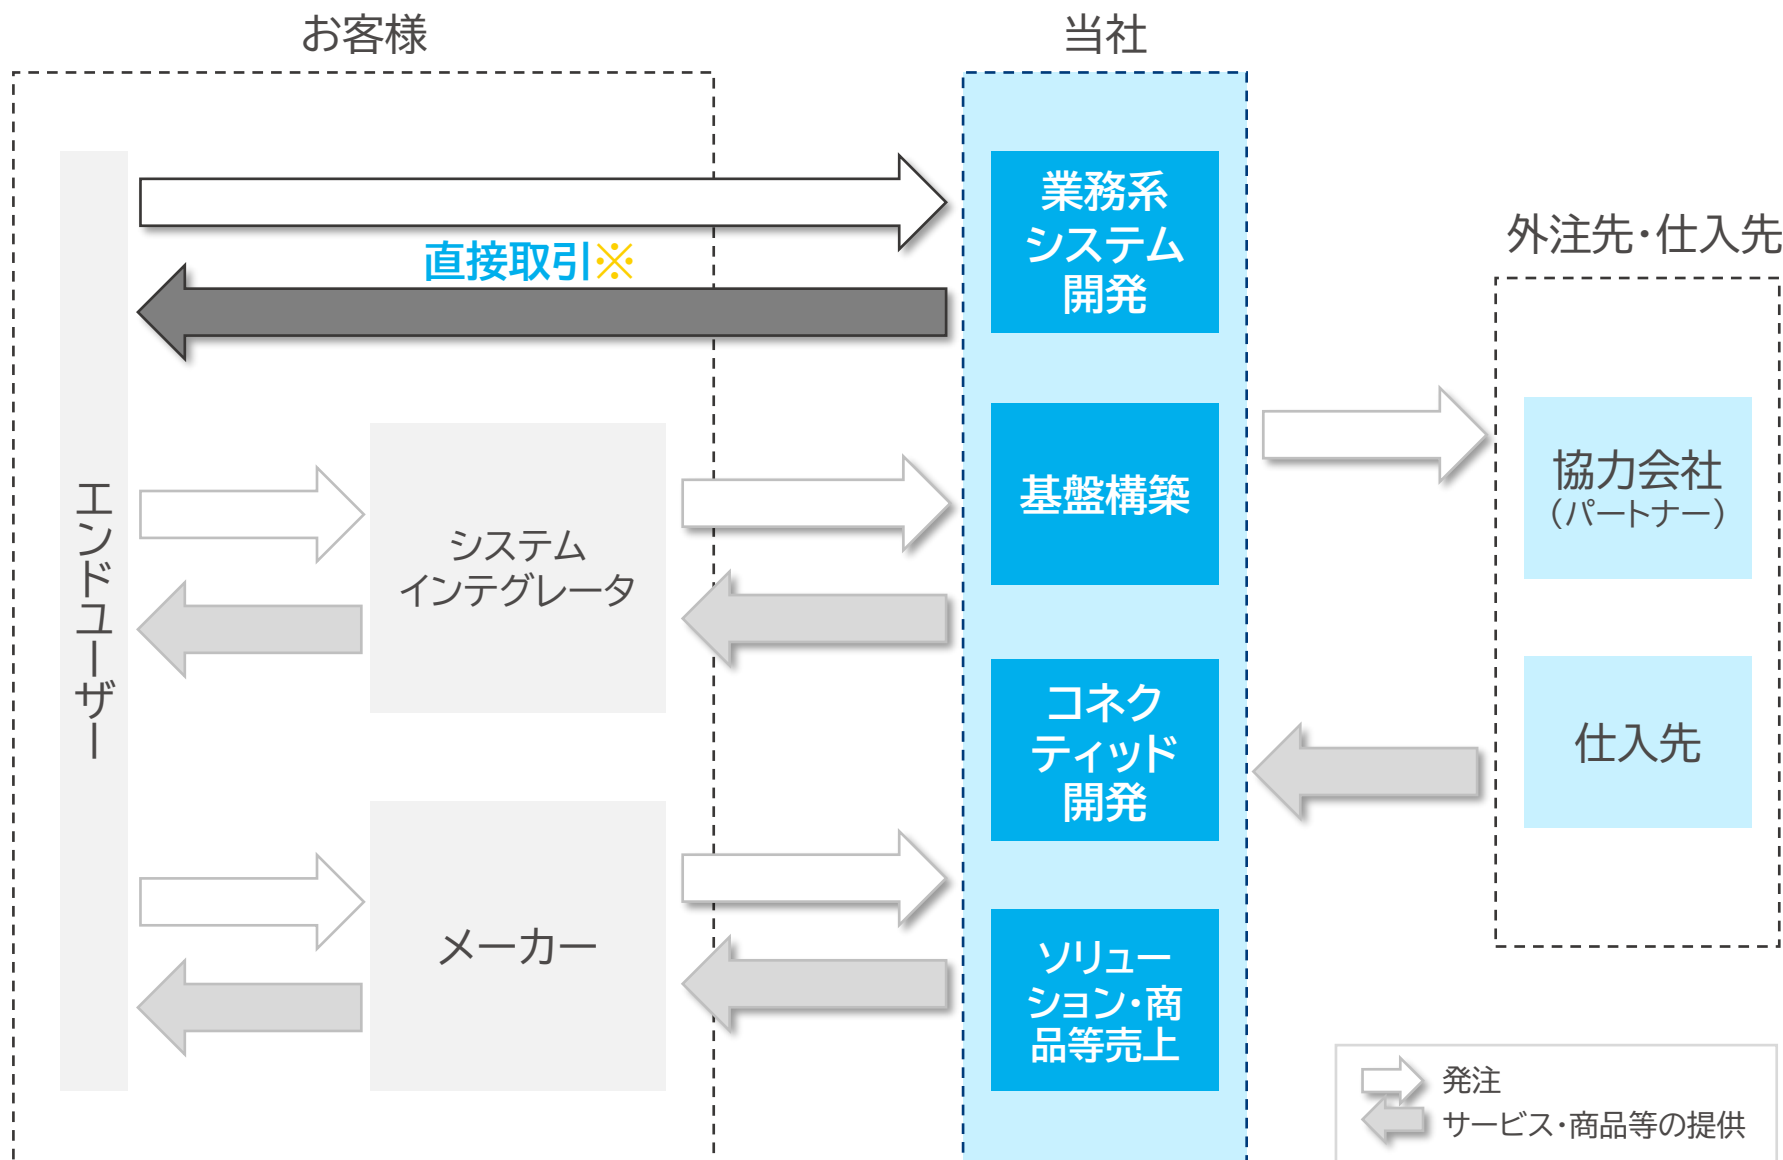 お客様
当社
外注先・仕入先
エンドユーザー
直接取引※
システム
インテグレータ
メーカー
業務系
システム
開発
基盤構築
コネク
ティッド
開発
ソリュー
ション・商
品等売上
協力会社
（パートナー）
仕入先
発注
サービス・商品等の提供